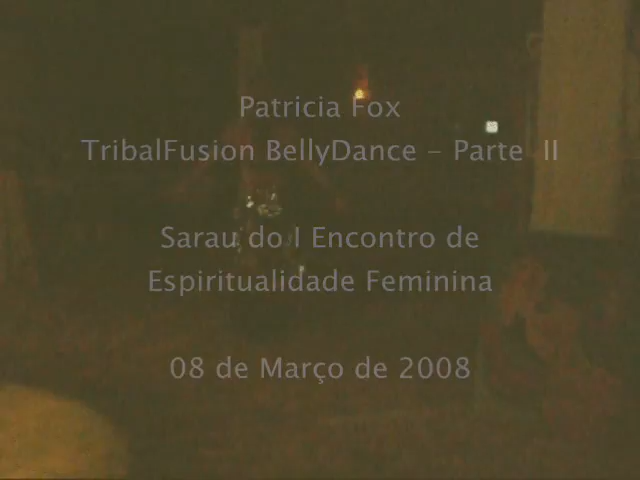 Patricia Fox
TribalFusion BellyDance - Parte II
Sarau do I Encontro de
Espiritualidade Feminina
08 de Março de 2008